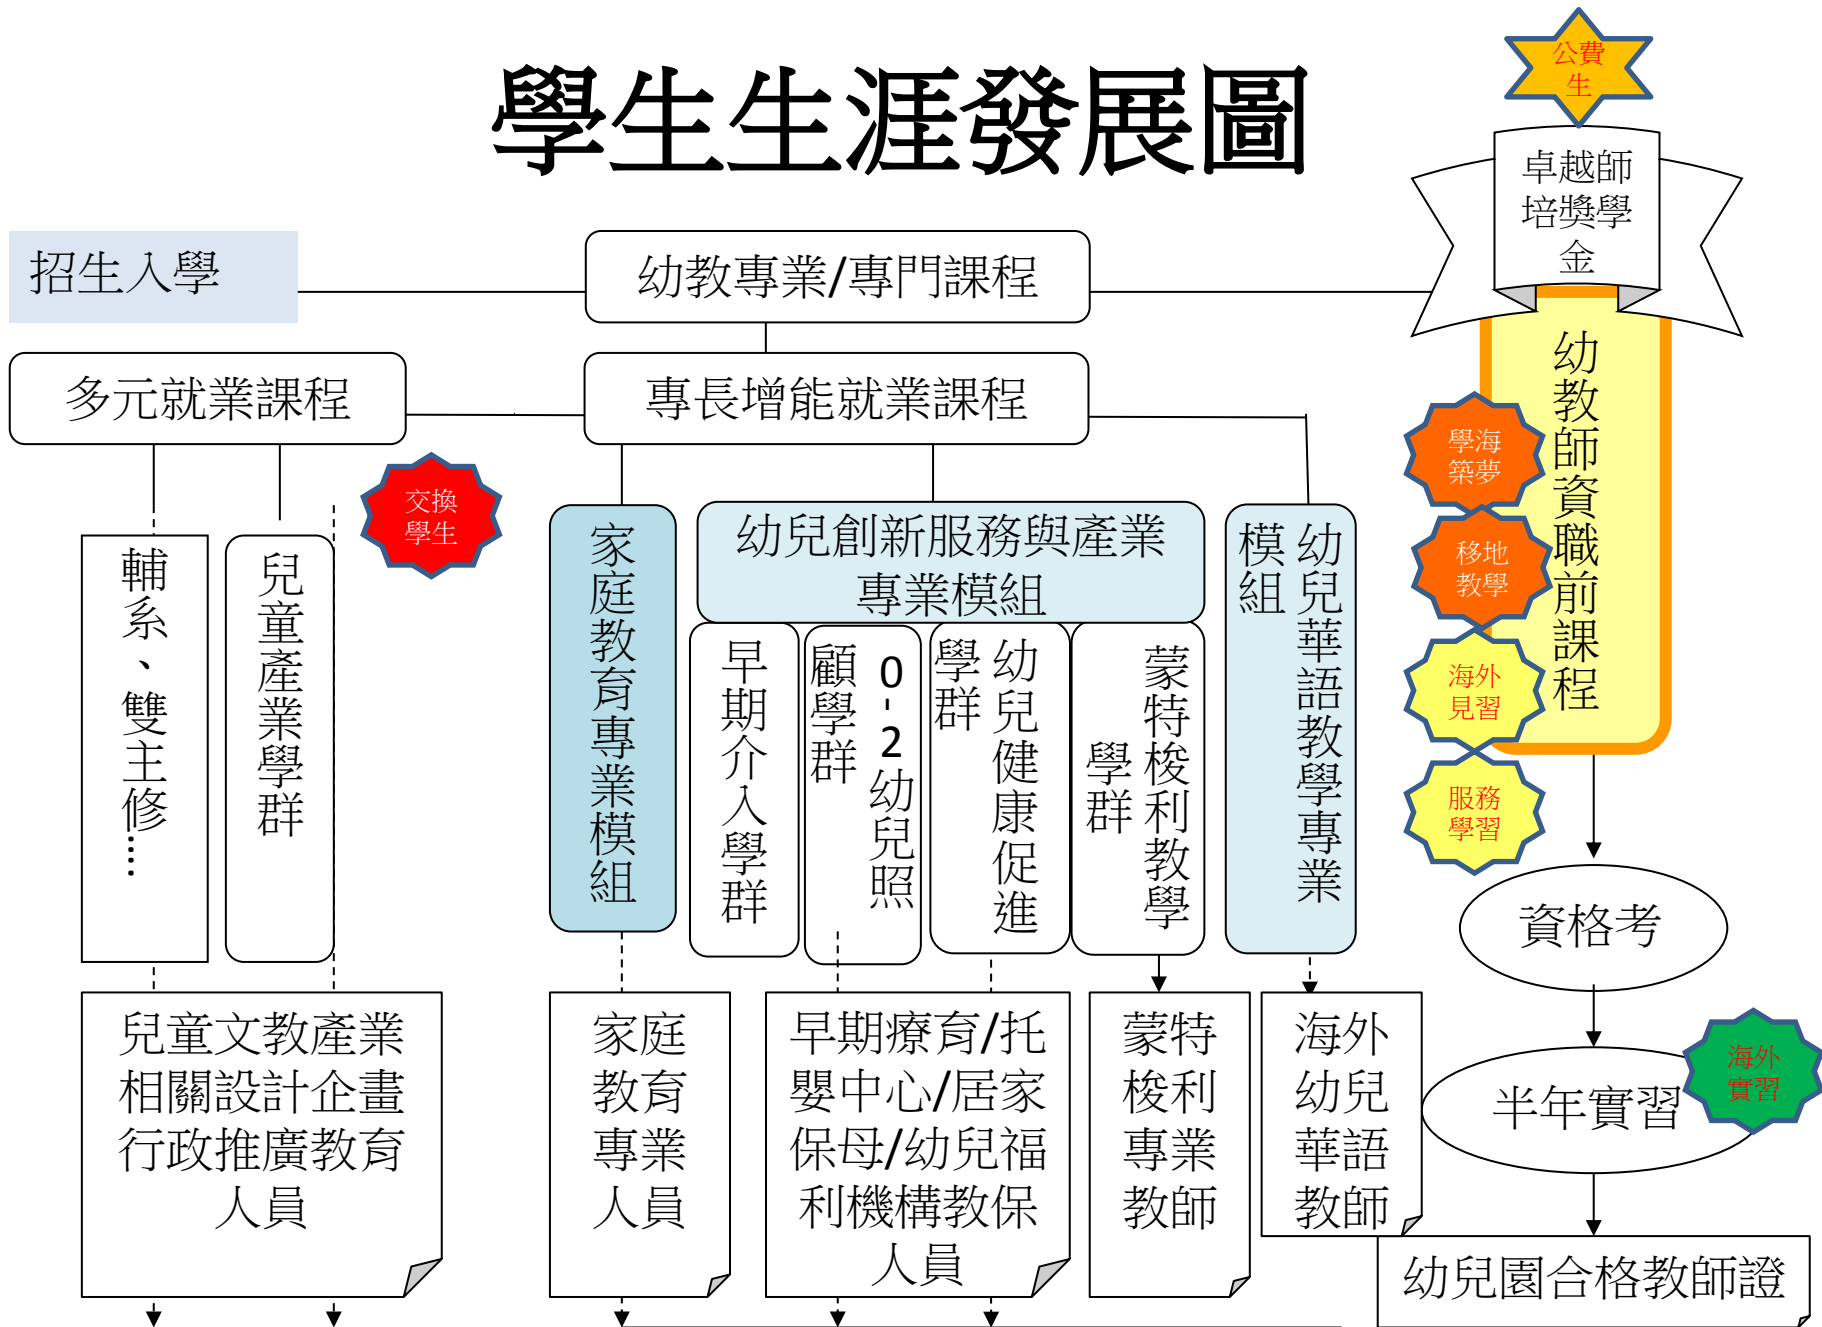 公費
生
學生生涯發展圖
卓越師
培獎學
金
招生入學
幼教專業/專門課程
多元就業課程
專長增能就業課程
幼教師資職前課程
學海
築夢
移地
教學
海外
見習
服務
學習
交換
學生
輔系、雙主修…
兒童產業學群
家庭教育專業模組
幼兒創新服務與產業
專業模組
早期介入學群
0-2幼兒照
顧學群
幼兒健康促進
學群
蒙特梭利教學
學群
幼兒華語教學專業
模組
資格考
半年實習
海外
實習
兒童文教產業
相關設計企畫
行政推廣教育
人員
家庭
教育
專業
人員
早期療育/托
嬰中心/居家
保母/幼兒福
利機構教保
人員
蒙特
梭利
專業
教師
海外
幼兒
華語
教師
幼兒園合格教師證